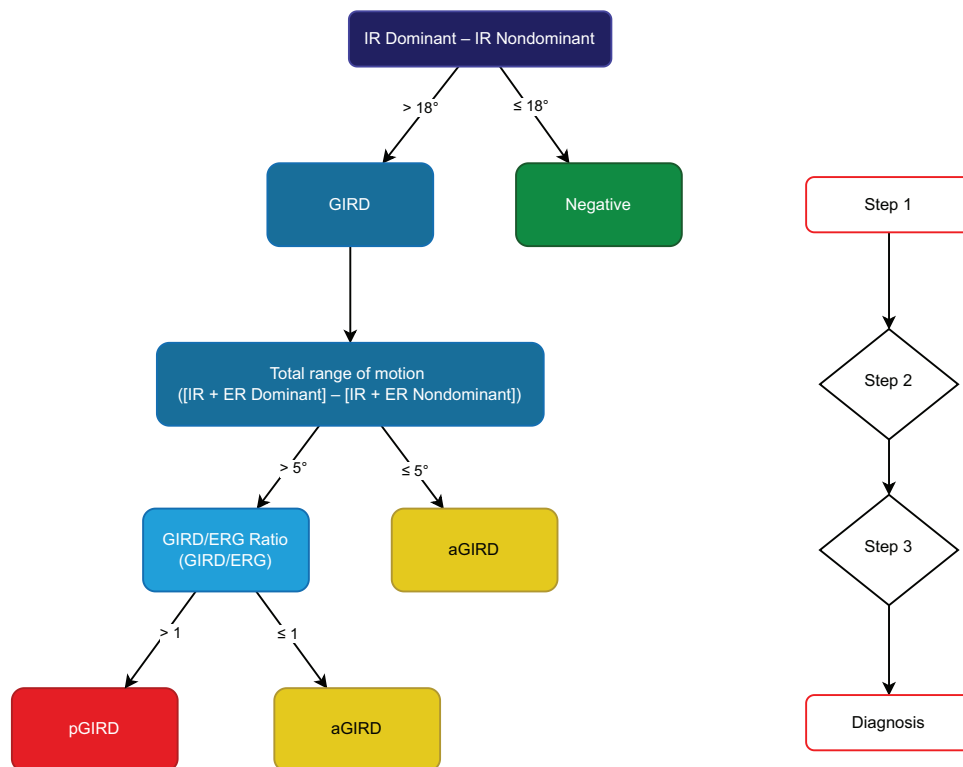 IR Dominant – IR Nondominant
> 18°
≤ 18°
GIRD
Negative
Step 1
Total range of motion
([IR + ER Dominant] – [IR + ER Nondominant])
Step 2
> 5°
≤ 5°
GIRD/ERG Ratio
(GIRD/ERG)
aGIRD
Step 3
> 1
≤ 1
pGIRD
aGIRD
Diagnosis